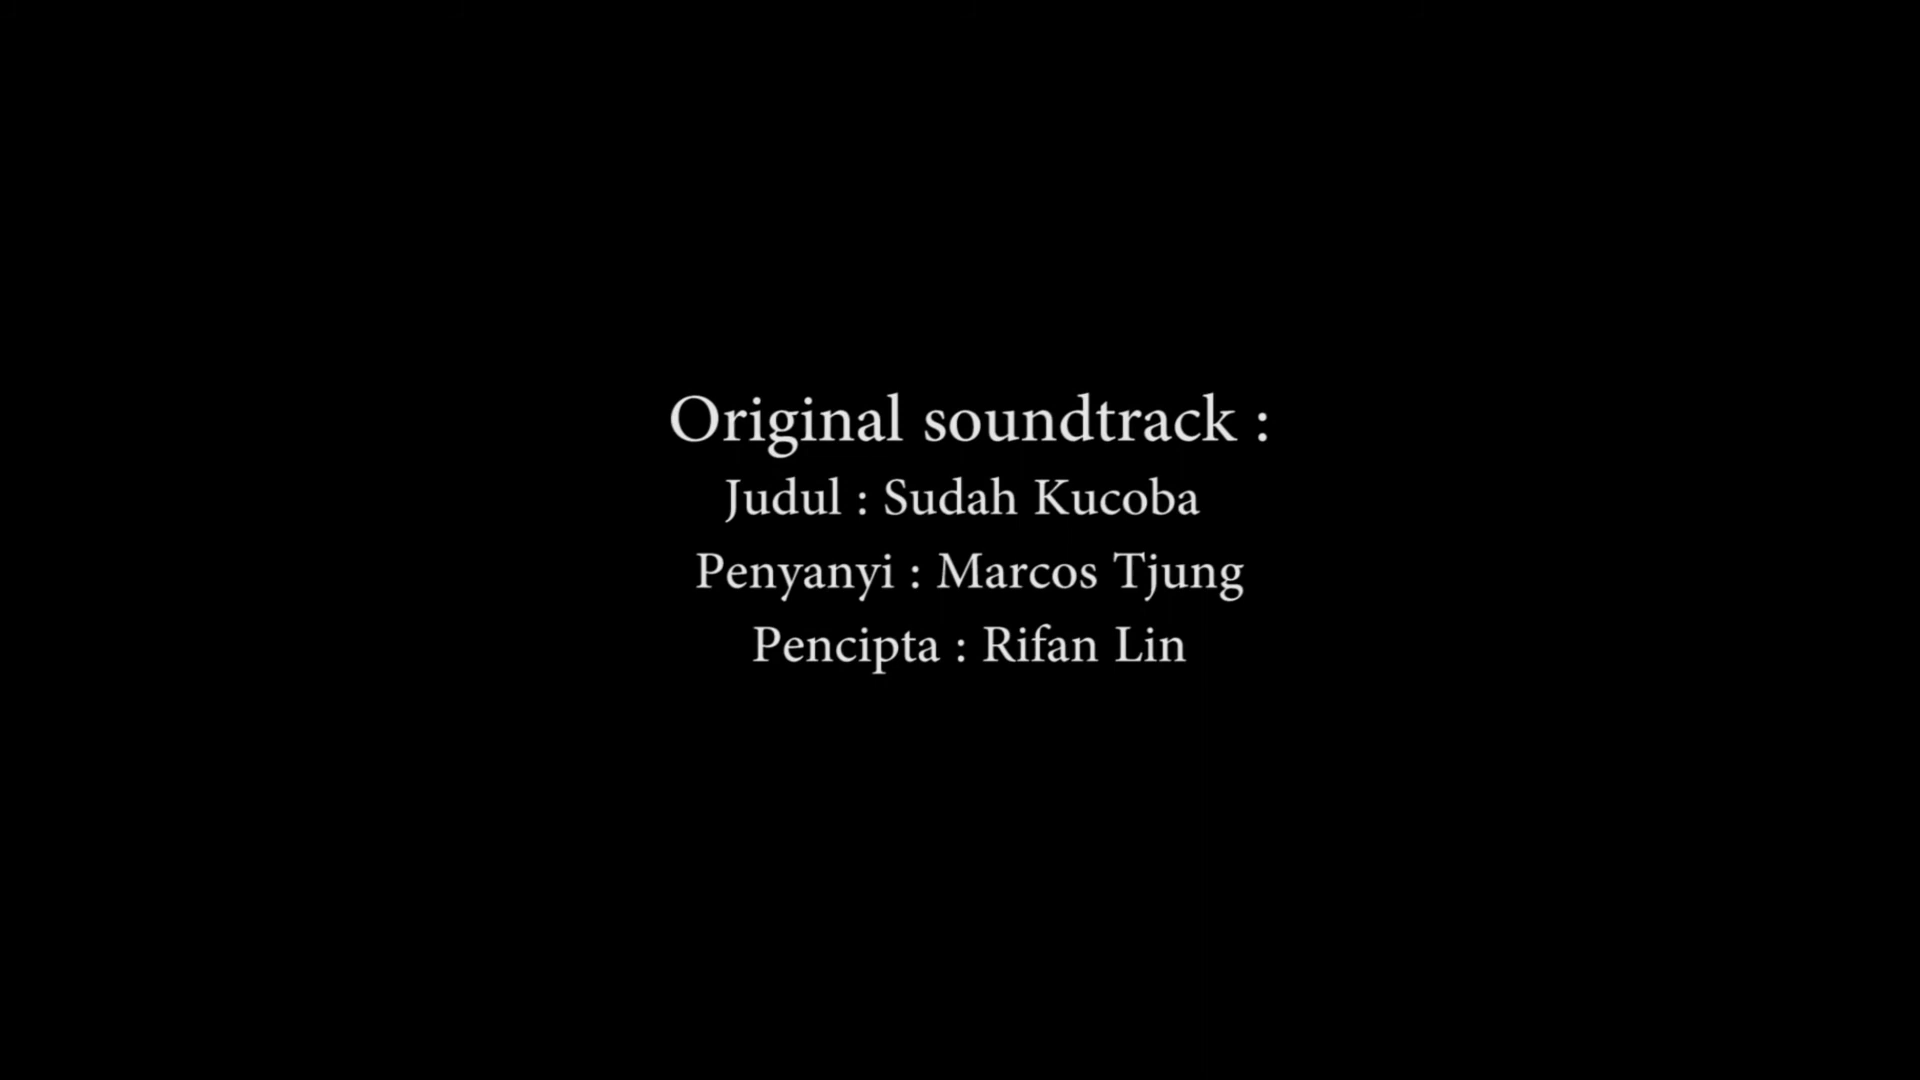 Original soundtrack :
Judul : Sudah Kucoba
Penyanyi : Marcos Tjung
Pencipta : Rifan Lin